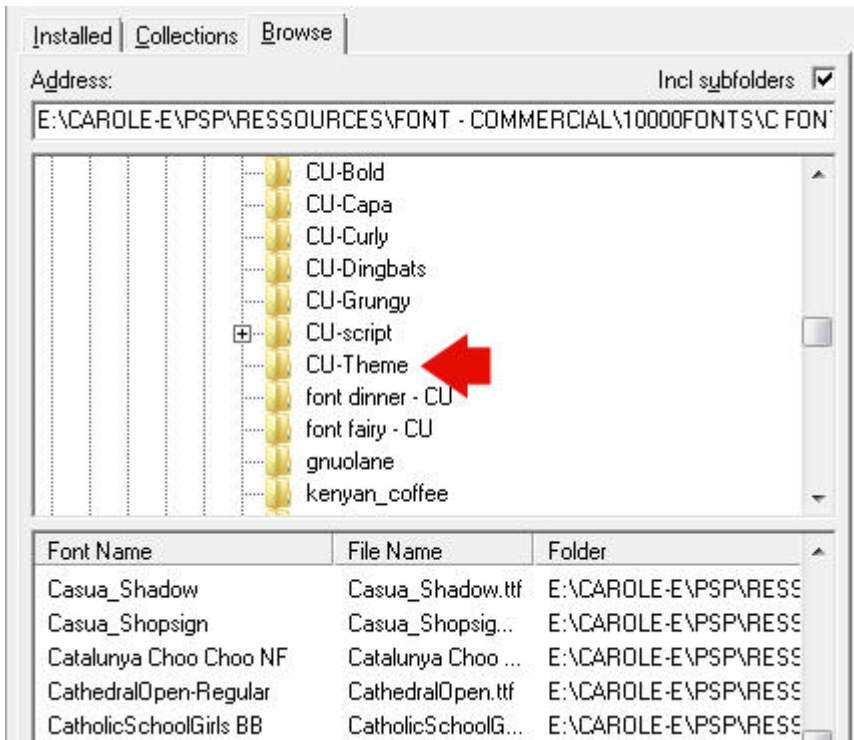 Installed Collections Browse
Address: Incl subfolders
E:\CAROLE-E\PSP\RESSOURCES\FONT - COMMERCIAL\10000FONTS\C FON
CU-Bold
CU-Capa
CU-Curly
CU-Dingbats
CU-Grungy
CU-script
CU-Theme
font dinner - CU
font fairy - CU
gnuolane
kenyan_coffee
Font Name File Name Folder
Casua_Shadow Casua_Shadow.ttf E:\CAROLE-E\PSP\RESS
Casua_Shopsign Casua_Shopsig... E:\CAROLE-E\PSP\RESS
Catalunya Choo Choo NF Catalunya Choo ... E:\CAROLE-E\PSP\RESS
CathedralOpen-Regular CathedralOpen.ttf E:\CAROLE-E\PSP\RESS
CatholicSchoolGirls BB CatholicSchoolG... E:\CAROLE-E\PSP\RESS